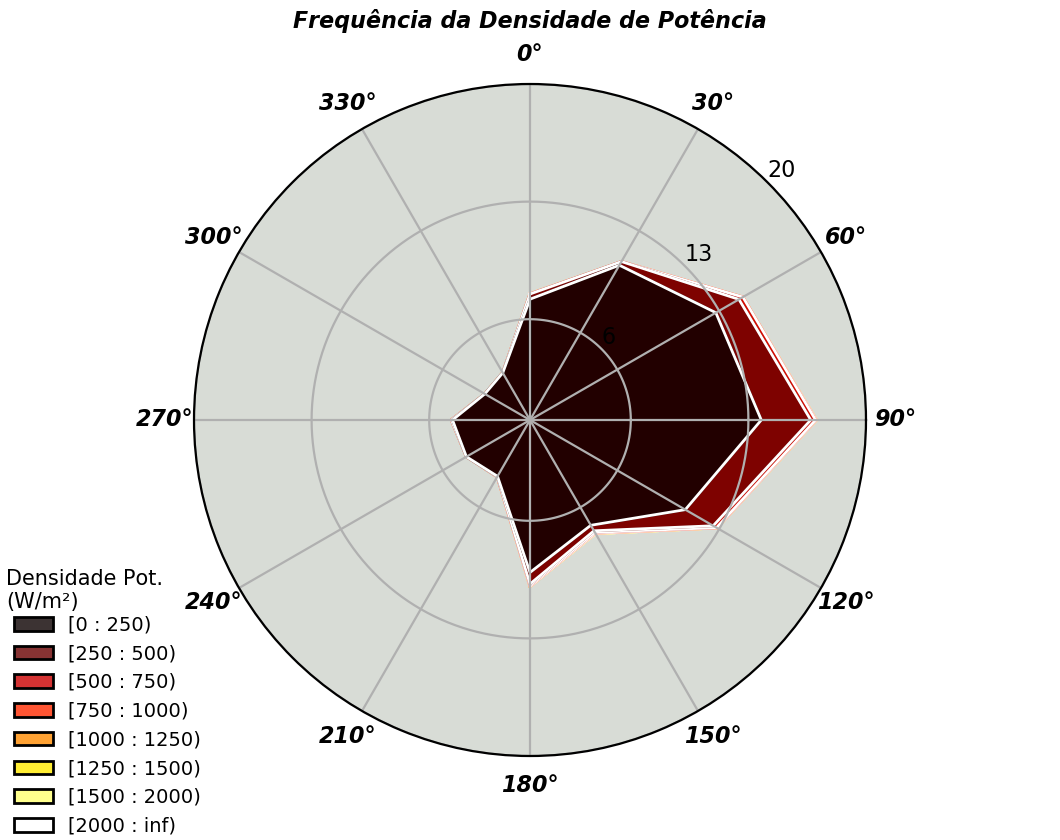 Frequência da Densidade de Potência
0°
330°
30°
20
300°
60°
13
6
270°
90°
Densidade Pot.
(W/m²)
240°
120°
[0 : 250)
[250 : 500)
[500 : 750)
[750 : 1000)
210°
150°
[1000 : 1250)
[1250 : 1500)
180°
[1500 : 2000)
[2000 : inf)